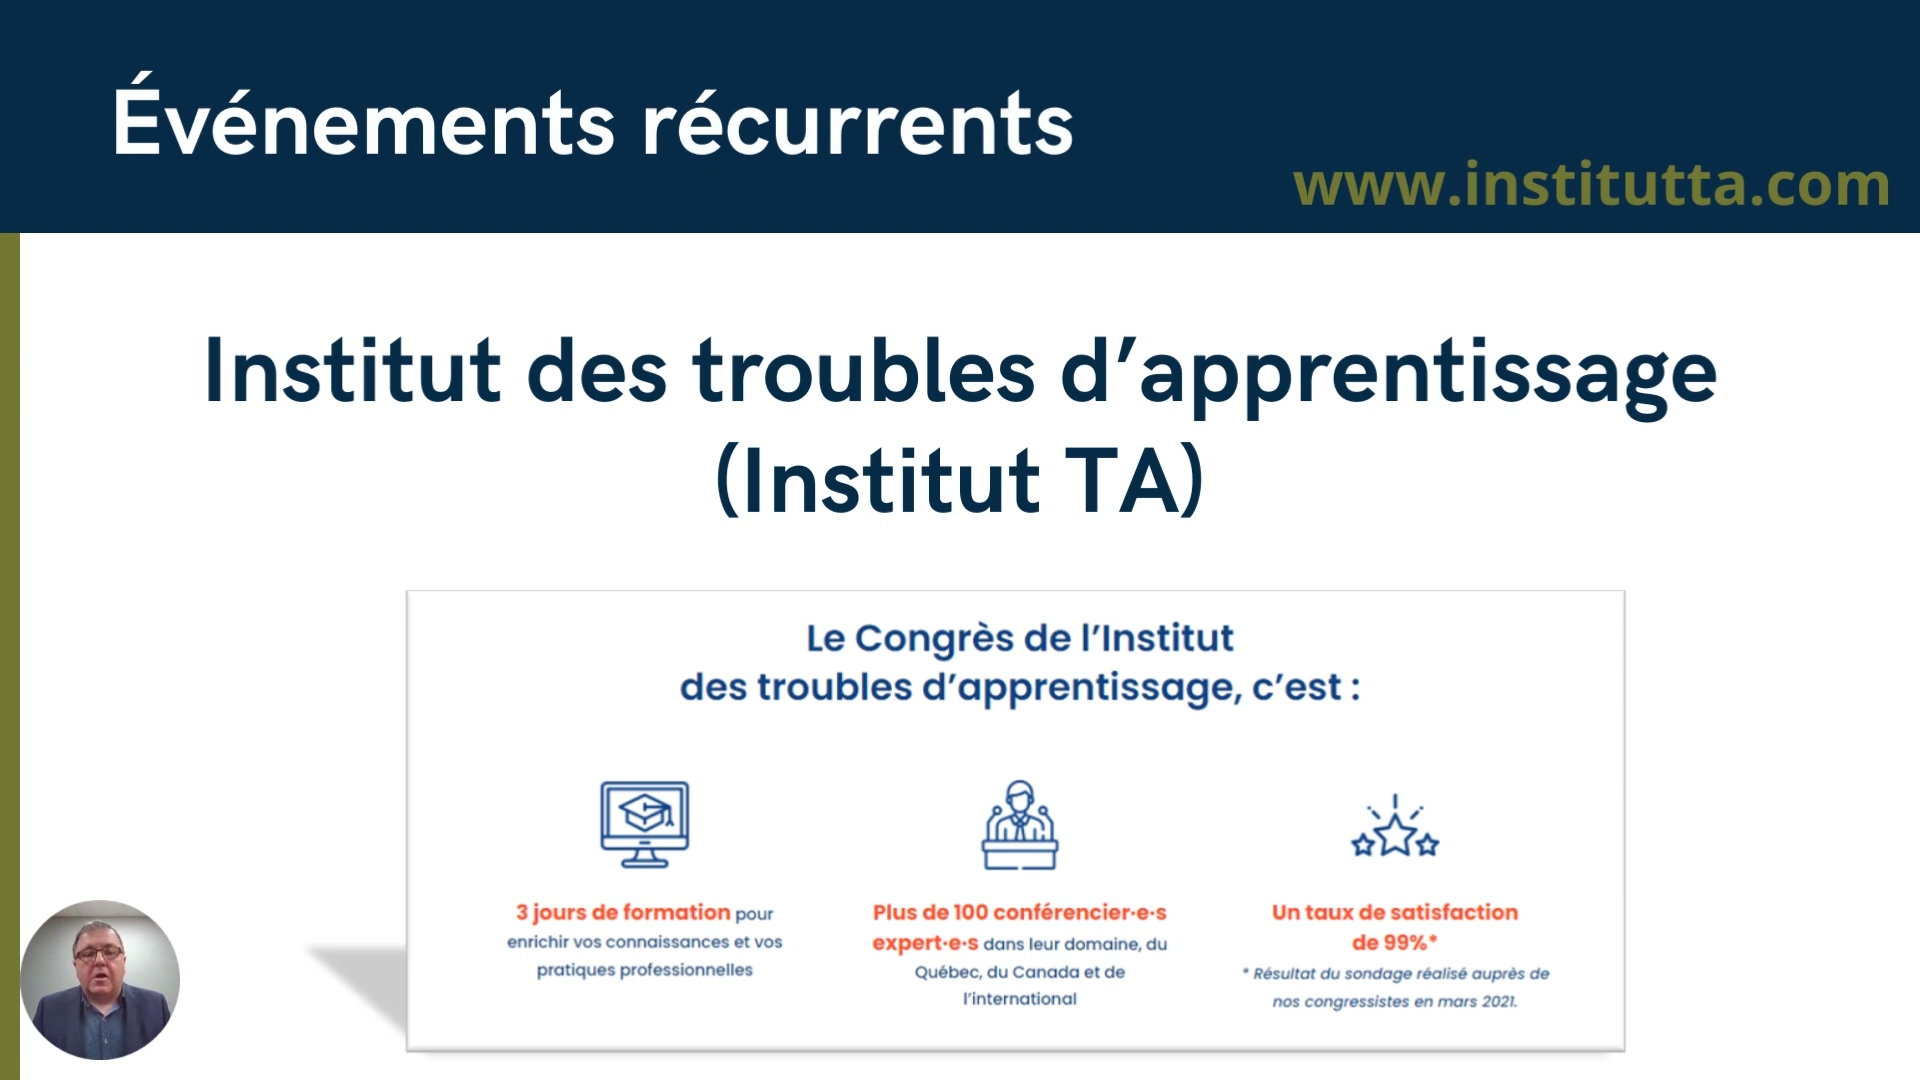 Événements récurrents
www.institutta.com
Institut des troubles d’apprentissage
(Institut TA)
Le Congrès de l’Institut
des troubles d’apprentissage, c’est :
3 jours de formation pour
enrichir vos connaissances et vos
pratiques professionnelles
Plus de 100 conférencier·e·s
expert·e·s dans leur domaine, du
Québec, du Canada et de
l’international
Un taux de satisfaction
de 99%*
* Résultat du sondage réalisé auprès de
nos congressistes en mars 2021.